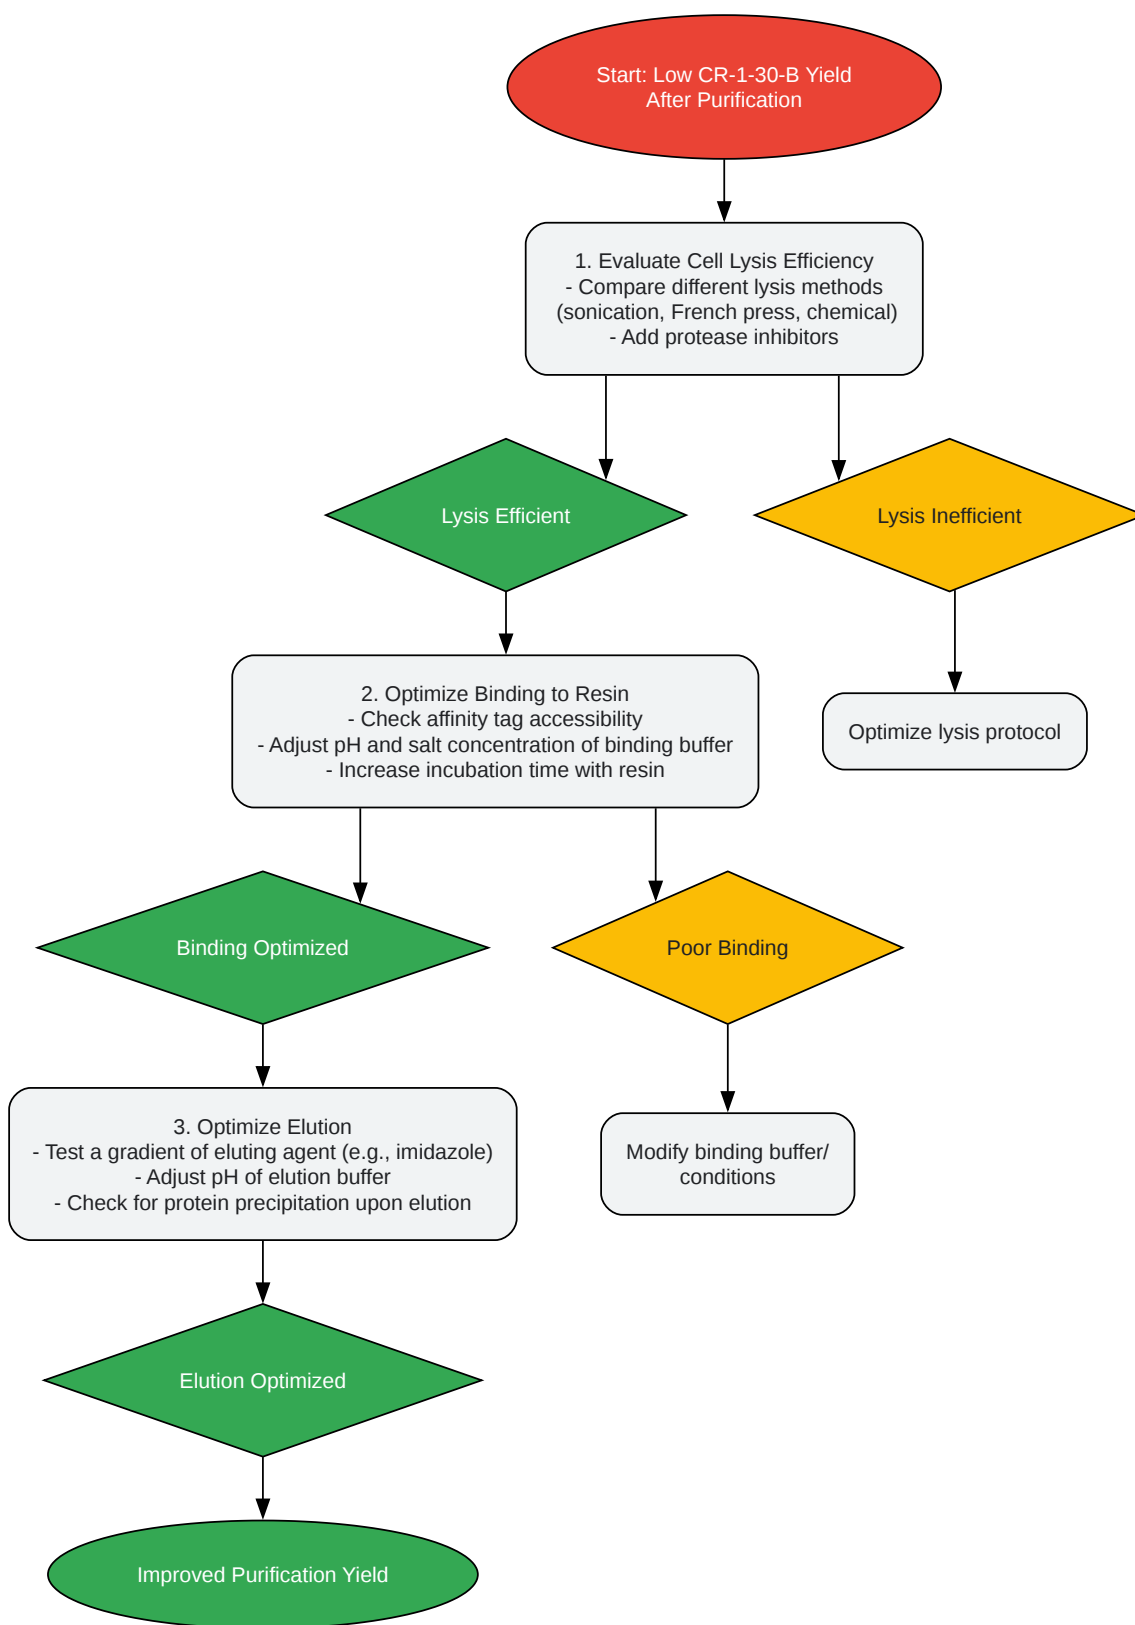 Start: Low CR-1-30-B Yield
After Purification
1. Evaluate Cell Lysis Efficiency
- Compare different lysis methods
(sonication, French press, chemical)
- Add protease inhibitors
Lysis Efficient
Lysis Inefficient
2. Optimize Binding to Resin
- Check affinity tag accessibility
- Adjust pH and salt concentration of binding buffer
- Increase incubation time with resin
Optimize lysis protocol
Binding Optimized
Poor Binding
3. Optimize Elution
- Test a gradient of eluting agent (e.g., imidazole)
- Adjust pH of elution buffer
- Check for protein precipitation upon elution
Modify binding buffer/
conditions
Elution Optimized
Improved Purification Yield